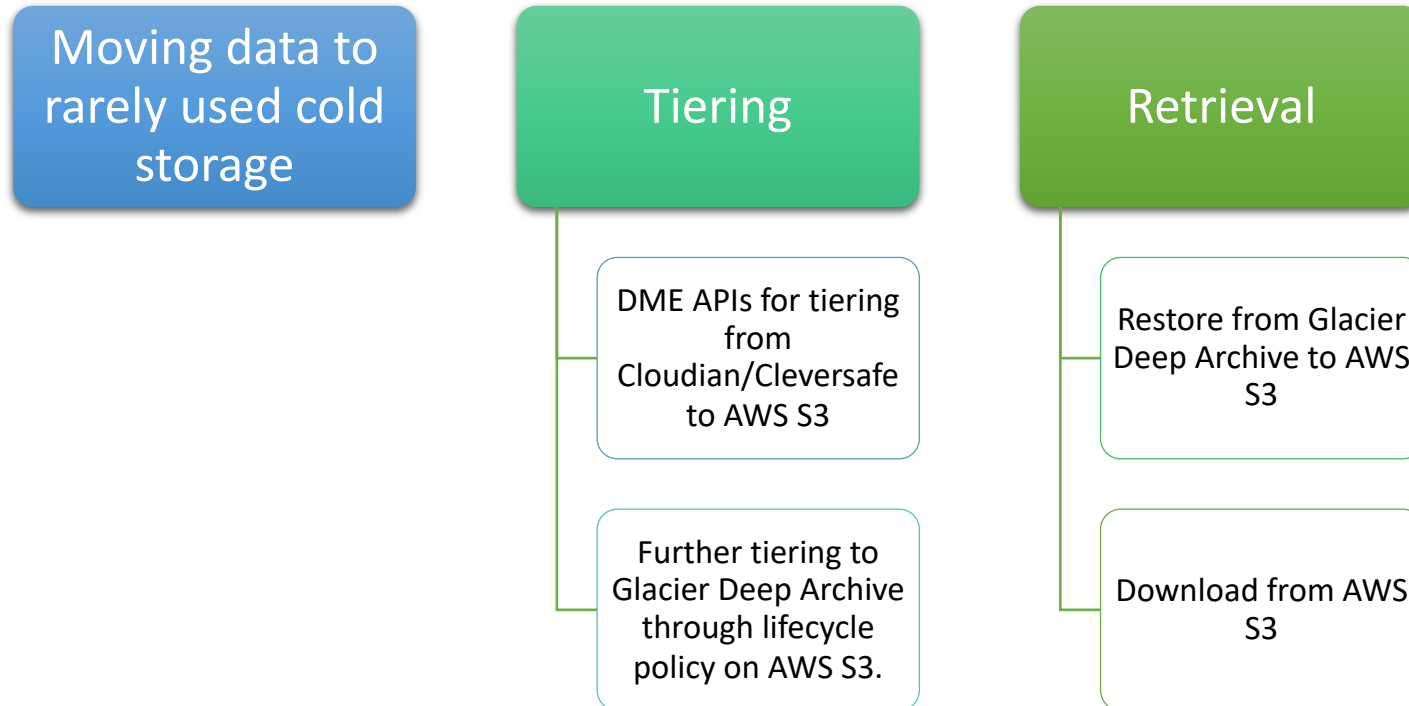 Moving data to
rarely used cold
storage
Tiering
DME APIs for tiering
from
Cloudian/Cleversafe
to AWS S3
Further tiering to
Glacier Deep Archive
through lifecycle
policy on AWS S3.
Retrieval
Restore from Glacier
Deep Archive to AWS
S3
Download from AWS
S3